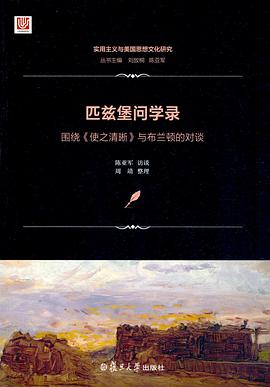 实用主义与美国思想文化研究
丛书主编 刘放桐 陈亚军
匹兹堡问学录
围绕《使之清晰》与布兰顿的对谈
陈亚军 访谈
周靖 整理
復旦大學出版社